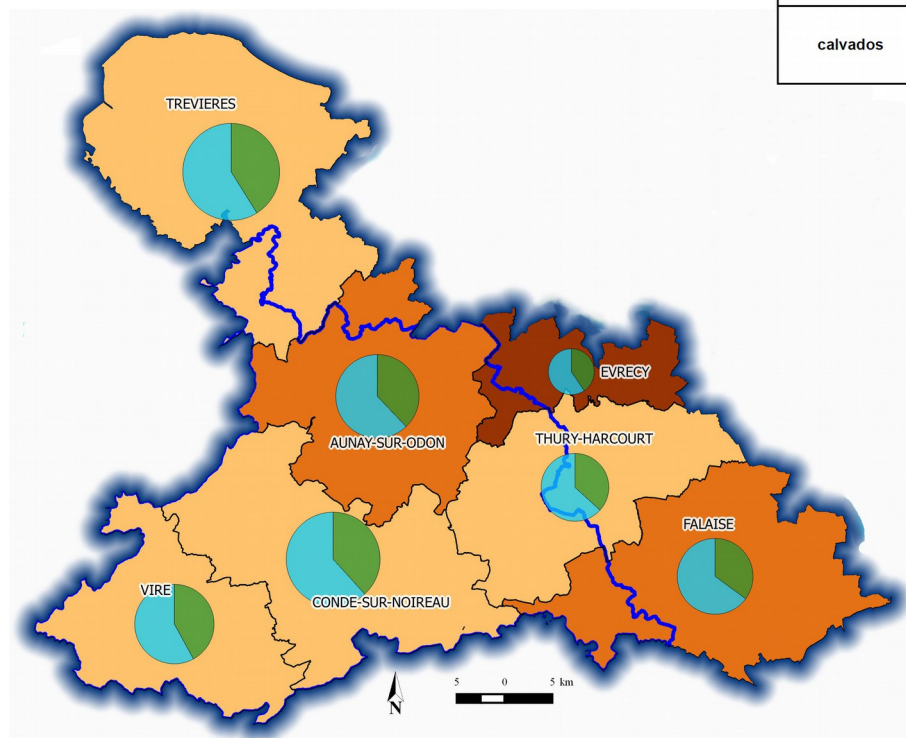 calvados
TREVIERES
EVRECY
AUNAY-SUR-ODON
THURY-HARCOURT
FALAISE
VIRE
CONDE-SUR-NOIREAU
N
5 0 5 km